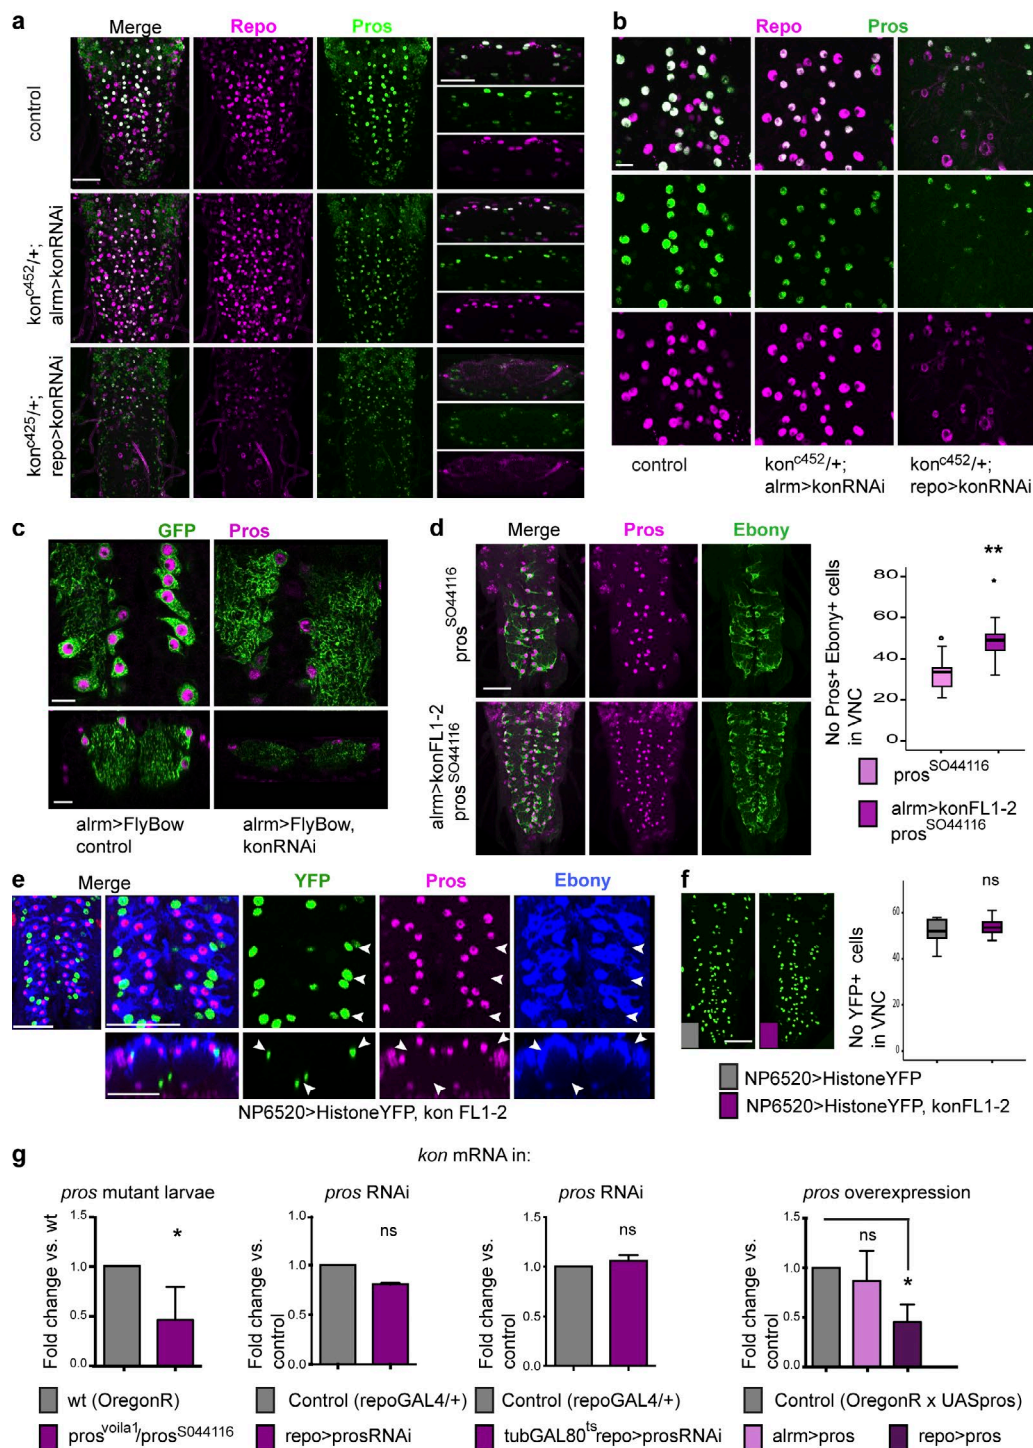 a
Merge
Repo
Pros
control
kon^c452/+;
alrm>konRNAi
kon^c425/+;
repo>konRNAi
b
Repo
Pros
control
kon^c452/+;
alrm>konRNAi
kon^c452/+;
repo>konRNAi
c
GFP
Pros
alrm>FlyBow
control
alrm>FlyBow,
konRNAi
d
Merge
Pros
Ebony
pros^SO44116
alrm>konFL1-2
pros^SO44116
No Pros+ Ebony+ cells
in VNC
80
60
40
20
0
**
pros^SO44116
alrm>konFL1-2
pros^SO44116
e
Merge
YFP
Pros
Ebony
NP6520>HistoneYFP, kon FL1-2
f
No YFP+ cells
in VNC
60
40
20
0
ns
NP6520>HistoneYFP
NP6520>HistoneYFP, konFL1-2
g
kon mRNA in:
pros mutant larvae
Fold change vs. wt
1.5
1.0
0.5
0.0
*
wt (OregonR)
pros^voila1/pros^S044116
pros RNAi
Fold change vs.
control
1.0
1.0
0.5
0.0
ns
Control (repoGAL4/+)
repo>prosRNAi
pros RNAi
Fold change vs.
control
1.5
1.0
0.5
0.0
ns
Control (repoGAL4/+)
tubGAL80^ts repo>prosRNAi
pros overexpression
Fold change vs.
control
1.5
1.0
0.5
0.0
ns
*
Control (OregonR x UASpros)
alrm>pros
repo>pros